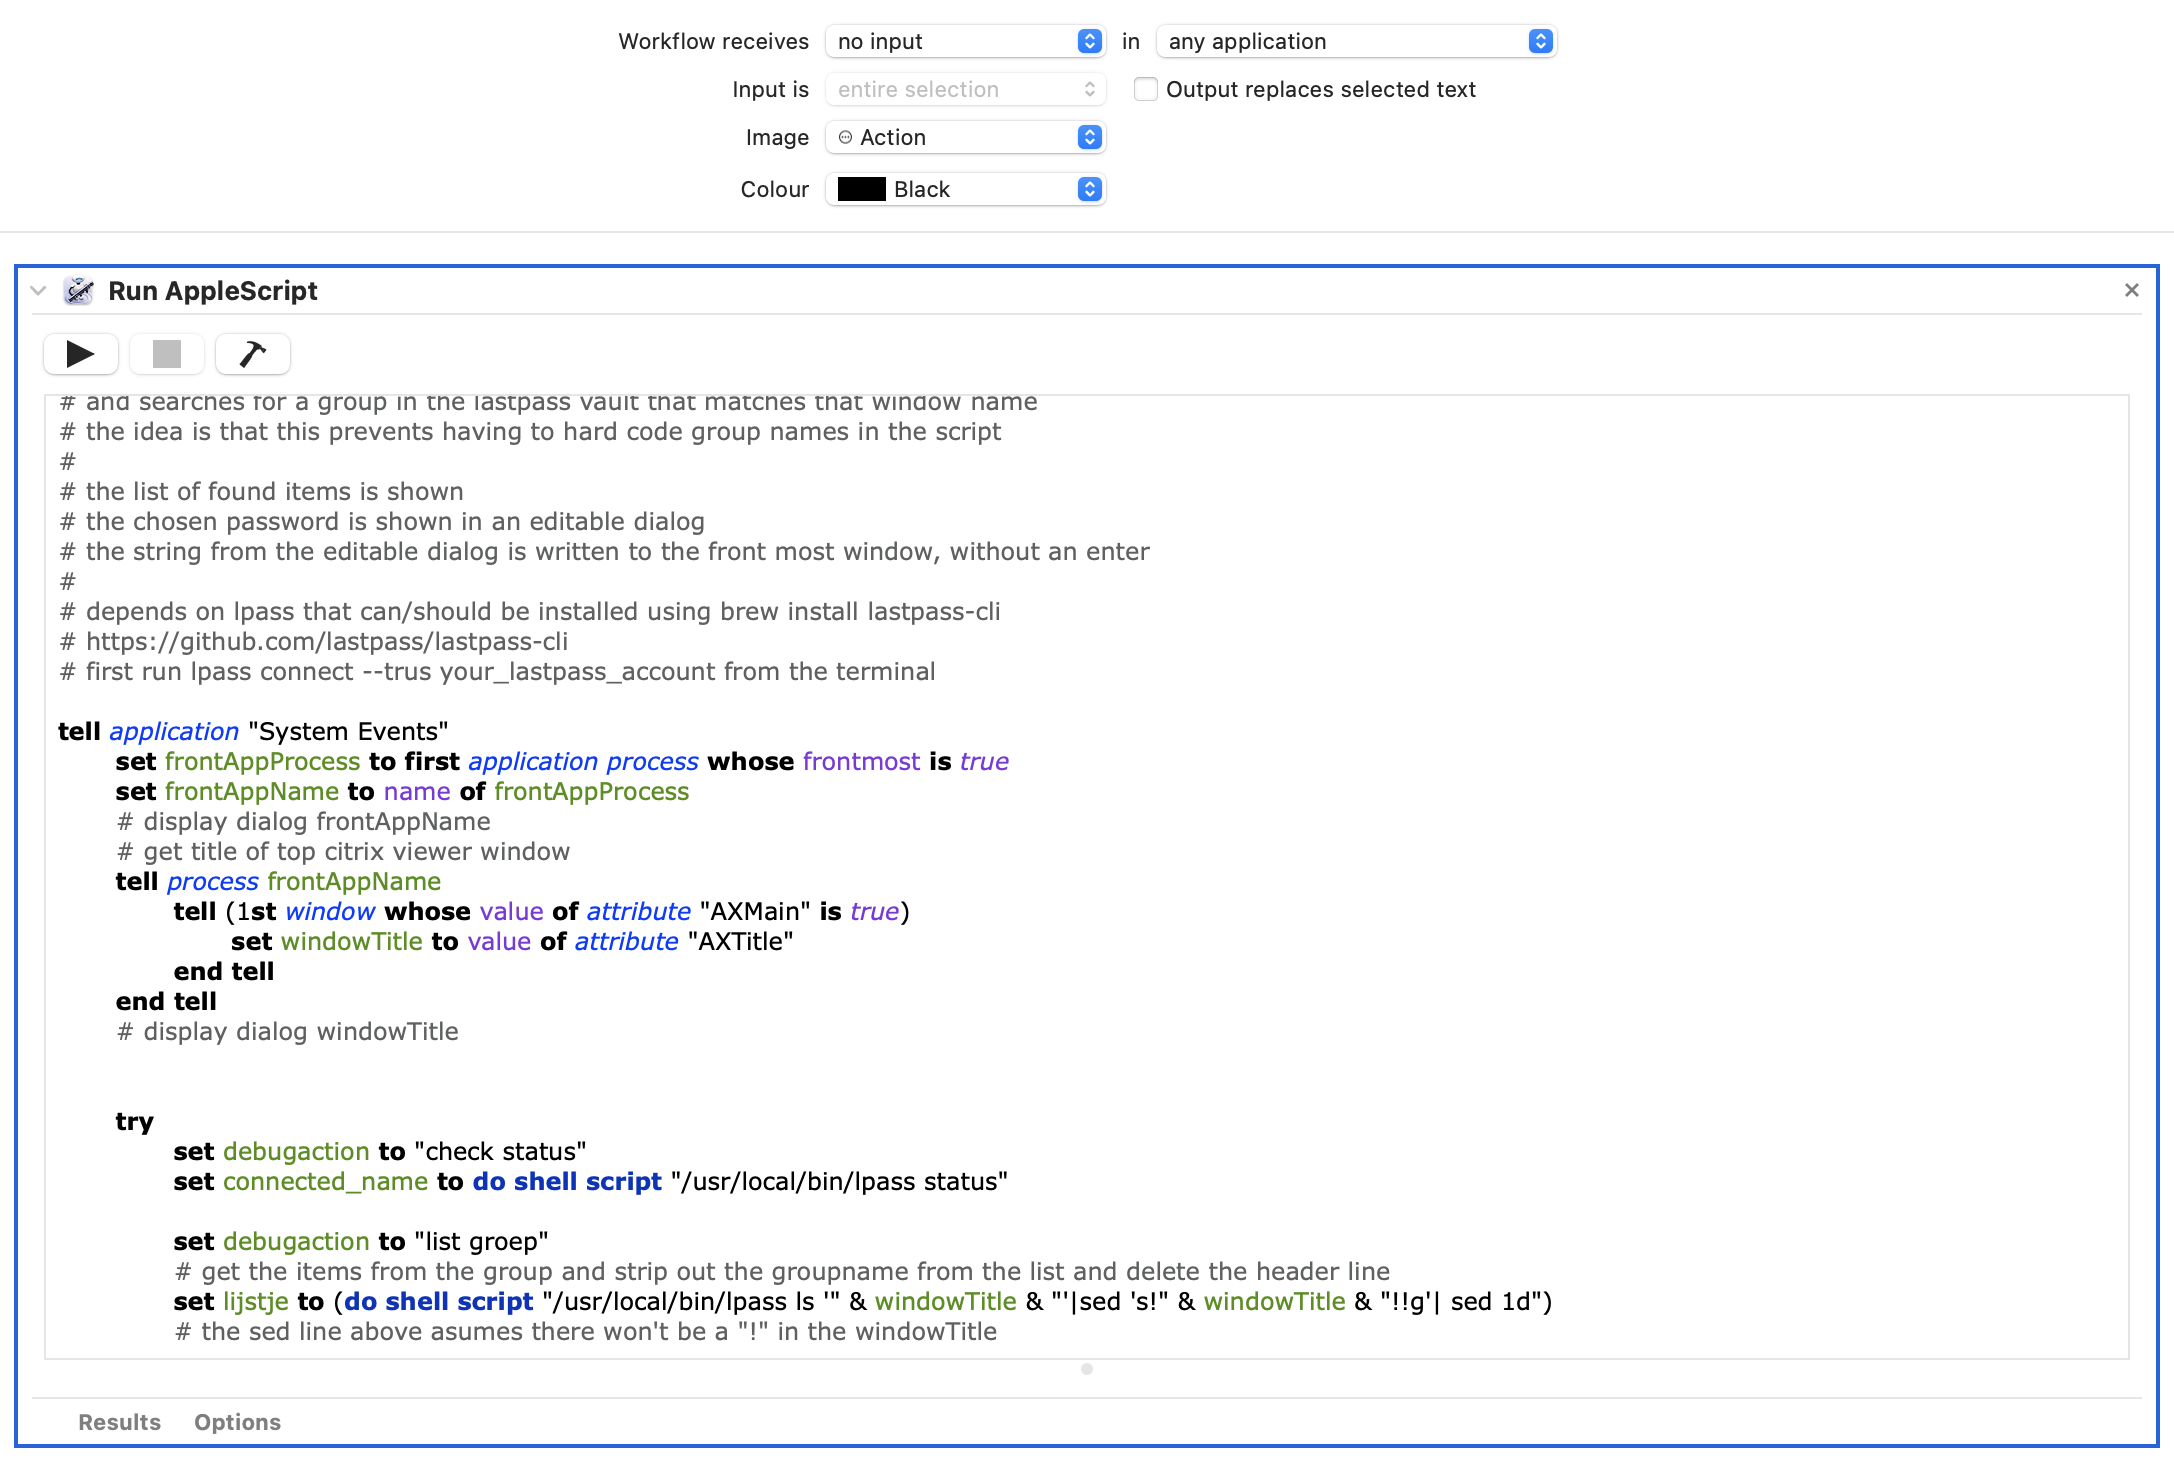 Workflow receives no input in any application
Input is entire selection Output replaces selected text
Image Action
Colour Black
Run AppleScript
# and searches for a group in the lastpass vault that matches that window name
# the idea is that this prevents having to hard code group names in the script
#
# the list of found items is shown
# the chosen password is shown in an editable dialog
# the string from the editable dialog is written to the front most window, without an enter
#
# depends on lpass that can/should be installed using brew install lastpass-cli
# https://github.com/lastpass/lastpass-cli
# first run lpass connect --trus your_lastpass_account from the terminal
tell application "System Events"
set frontAppProcess to first application process whose frontmost is true
set frontAppName to name of frontAppProcess
# display dialog frontAppName
# get title of top citrix viewer window
tell process frontAppName
tell (1st window whose value of attribute "AXMain" is true)
set windowTitle to value of attribute "AXTitle"
end tell
end tell
# display dialog windowTitle
try
set debugaction to "check status"
set connected_name to do shell script "/usr/local/bin/lpass status"
set debugaction to "list groep"
# get the items from the group and strip out the groupname from the list and delete the header line
set lijstje to (do shell script "/usr/local/bin/lpass ls '" & windowTitle & "'|sed 's!" & windowTitle & "!!g'| sed 1d")
# the sed line above asumes there won't be a "!" in the windowTitle
Results Options